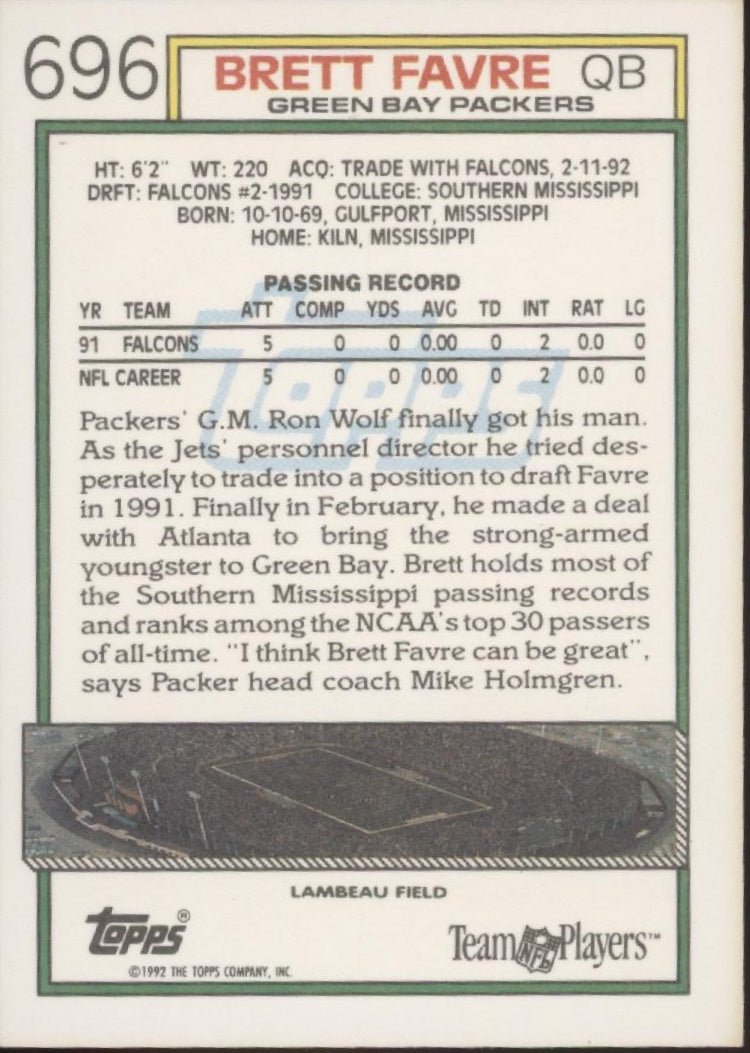 696
BRETT FAVRE QB
GREEN BAY PACKERS
HT: 6'2" WT: 220 ACQ: TRADE WITH FALCONS, 2-11-92
DRFT: FALCONS #2-1991 COLLEGE: SOUTHERN MISSISSIPPI
BORN: 10-10-69, GULFPORT, MISSISSIPPI
HOME: KILN, MISSISSIPPI
PASSING RECORD
YR TEAM ATT COMP YDS AVG TD INT RAT LG
91 FALCONS 5 0 0 0.00 0 2 0.0 0
NFL CAREER 5 0 0 0.00 0 2 0.0 0
topps
Packers' G.M. Ron Wolf finally got his man.
As the Jets' personnel director he tried des-
perately to trade into a position to draft Favre
in 1991. Finally in February, he made a deal
with Atlanta to bring the strong-armed
youngster to Green Bay. Brett holds most of
the Southern Mississippi passing records
and ranks among the NCAA's top 30 passers
of all-time. "I think Brett Favre can be great",
says Packer head coach Mike Holmgren.
LAMBEAU FIELD
topps®
©1992 THE TOPPS COMPANY, INC.
Team NFL Players™